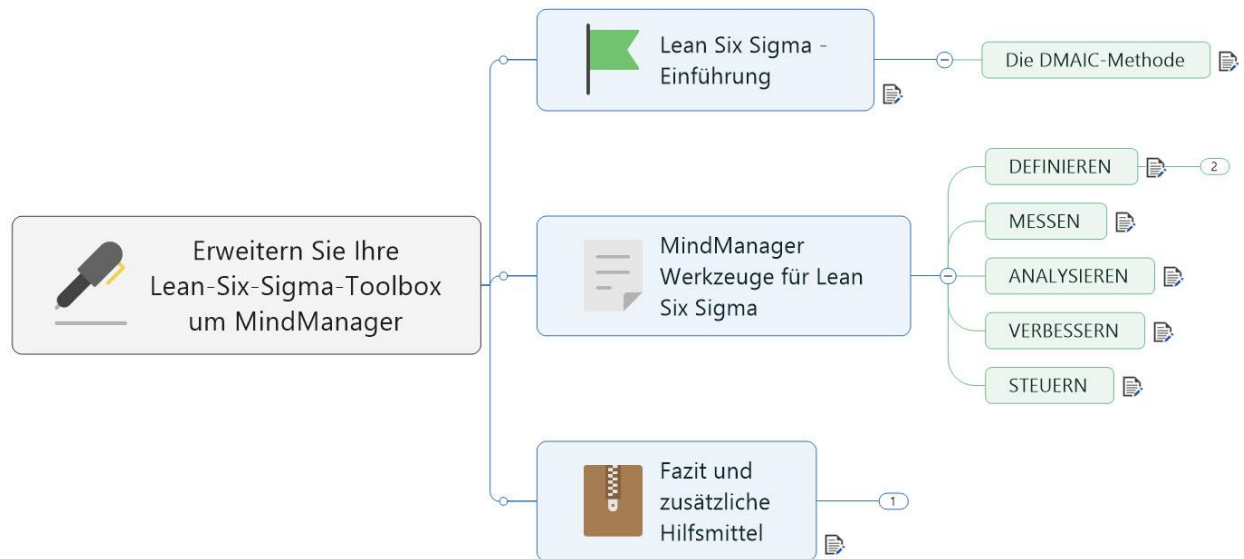 Erweitern Sie Ihre
Lean-Six-Sigma-Toolbox
um MindManager
Lean Six Sigma -
Einführung
Die DMAIC-Methode
MindManager
Werkzeuge für Lean
Six Sigma
DEFINIEREN
2
MESSEN
ANALYSIEREN
VERBESSERN
STEUERN
Fazit und
zusätzliche
Hilfsmittel
1